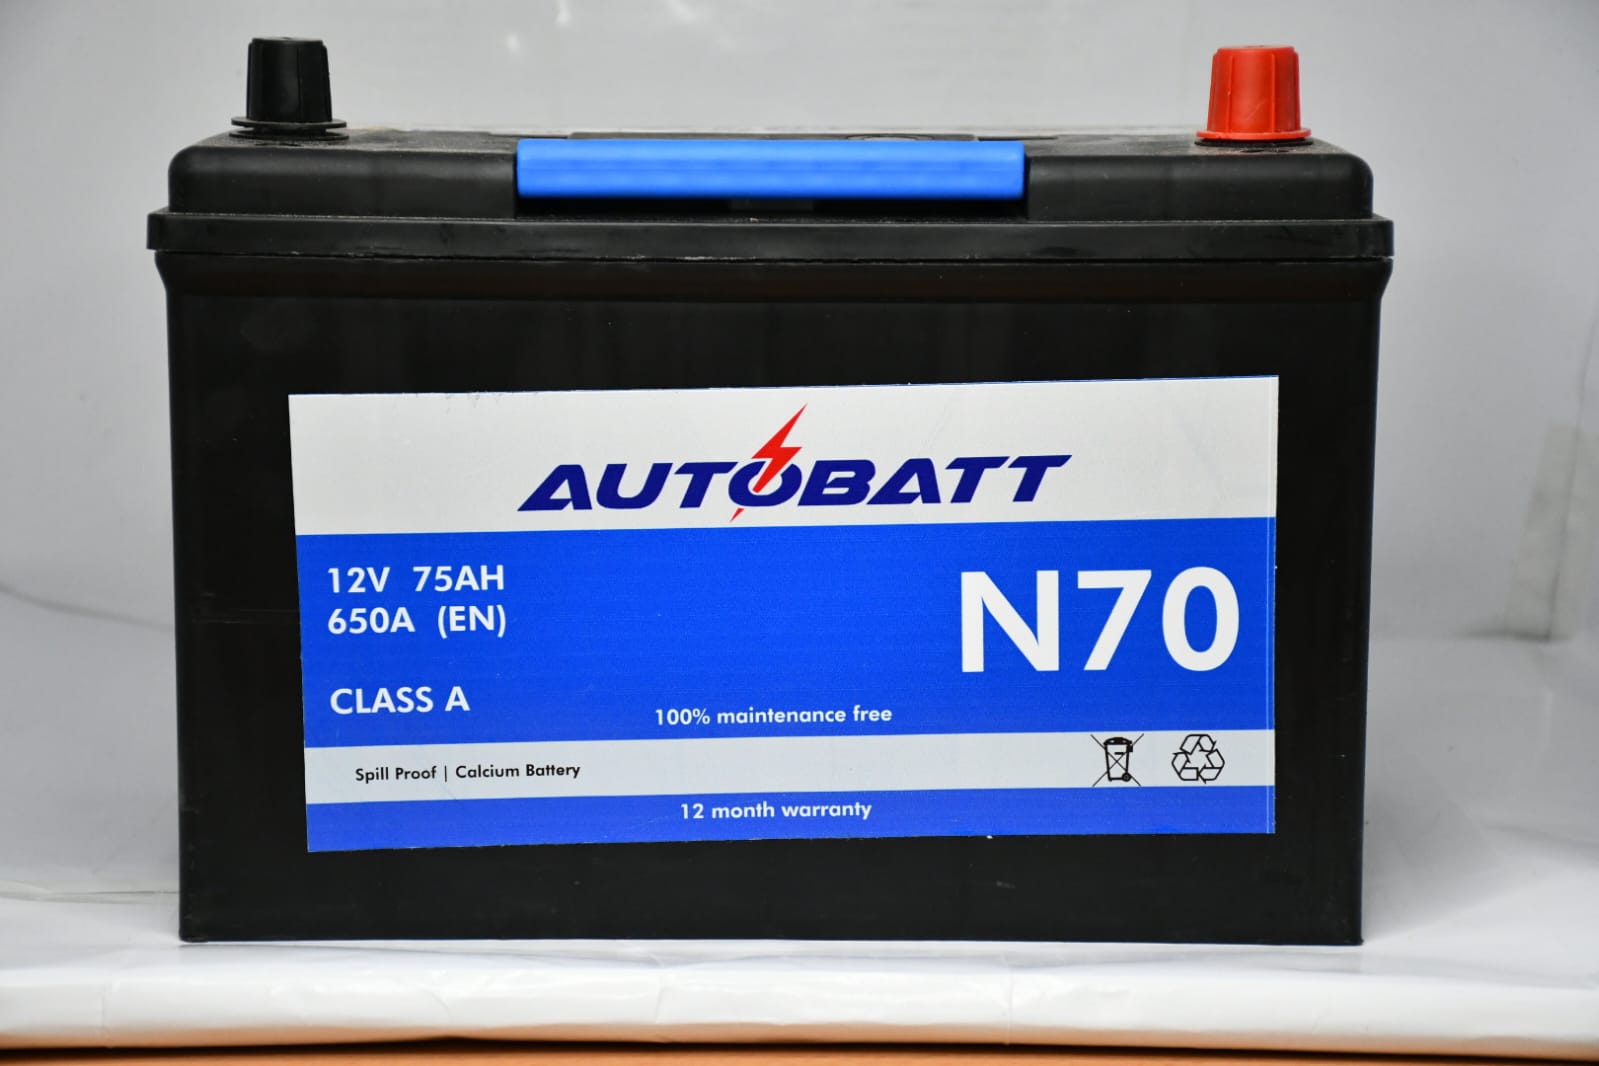 AUTOBATT
12V 75AH
650A (EN)
N70
CLASS A
100% maintenance free
Spill Proof | Calcium Battery
12 month warranty